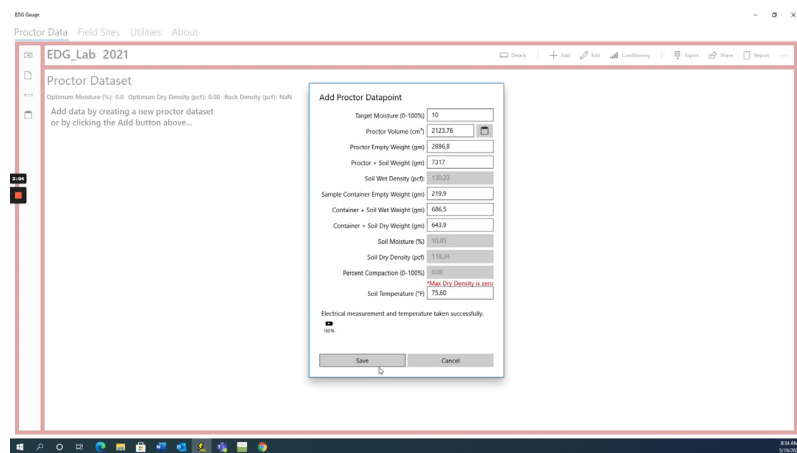 EDG Gauge
Proctor Data Field Sites Utilities About
EDG_Lab 2021
Details + Add Edit Conditioning Export Share Report ...
Proctor Dataset
Optimum Moisture (%): 0.0 Optimum Dry Density (pcf): 0.00 Rock Density (pcf): NaN
Add data by creating a new proctor dataset
or by clicking the Add button above...
Add Proctor Datapoint
Target Moisture (0-100%) 10
Proctor Volume (cm³) 2123.76
Proctor Empty Weight (gm) 2886.8
Proctor + Soil Weight (gm) 7317
Soil Wet Density (pcf) 130.23
Sample Container Empty Weight (gm) 219.9
Container + Soil Wet Weight (gm) 686.5
Container + Soil Dry Weight (gm) 643.9
Soil Moisture (%) 10.05
Soil Dry Density (pcf) 118.34
Percent Compaction (0-100%) 0.00
*Max Dry Density is zero
Soil Temperature (°F) 75.60
Electrical measurement and temperature taken successfully.
100%
Save Cancel
8:34 AM